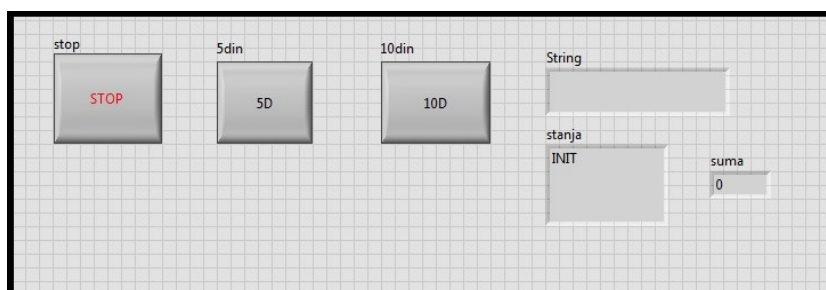 stop
STOP
5din
5D
10din
10D
String
stanja
INIT
suma
0